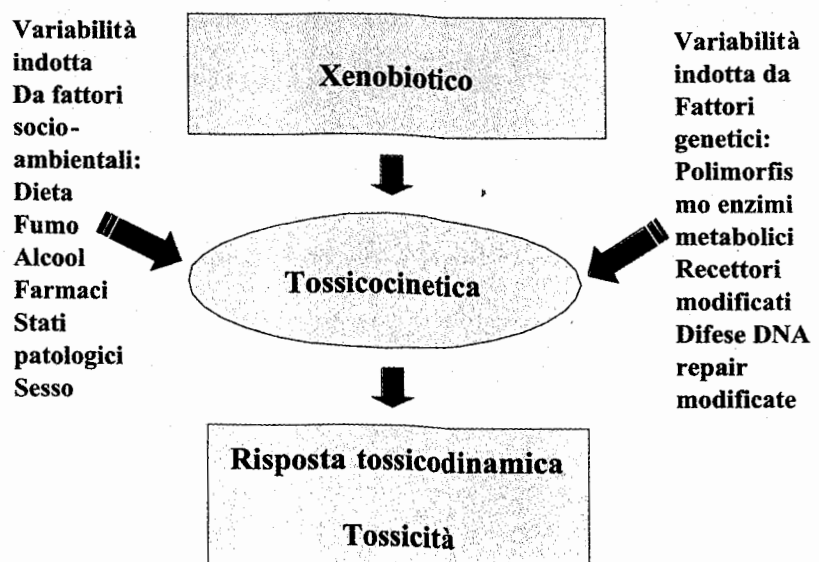 Variabilità
indotta
Da fattori
socio-
ambientali:
Dieta
Fumo
Alcool
Farmaci
Stati
patologici
Sesso
Xenobiotico
Tossicocinetica
Risposta tossicodinamica
Tossicità
Variabilità
indotta da
Fattori
genetici:
Polimorfis
mo enzimi
metabolici
Recettori
modificati
Difese DNA
repair
modificate